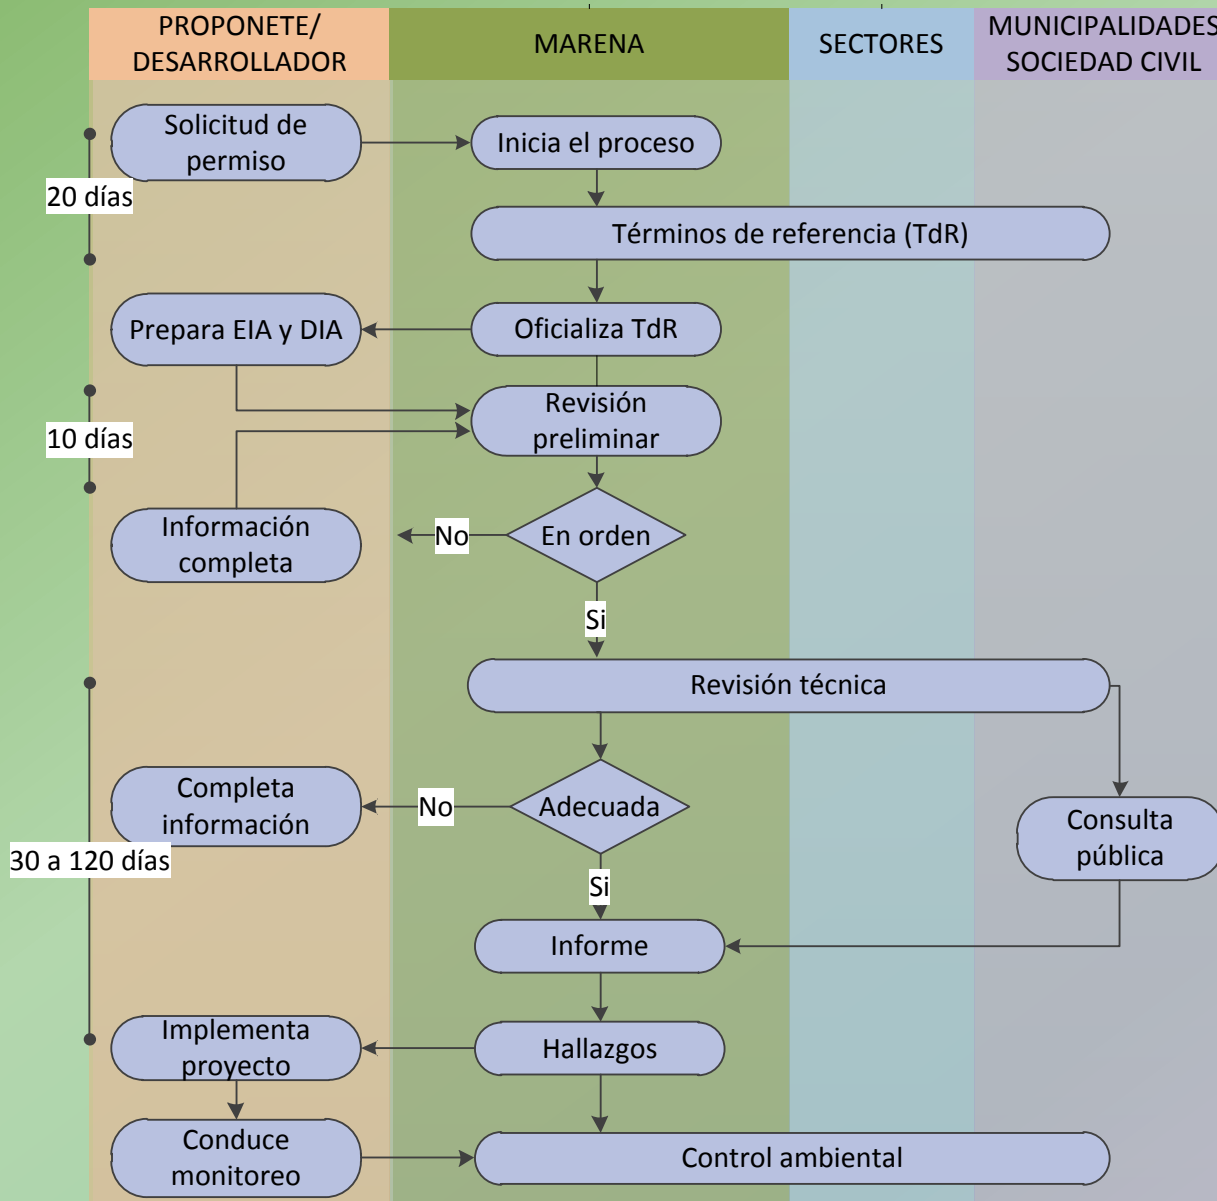 PROPONETE/
DESARROLLADOR
MARENA
SECTORES
MUNICIPALIDADES
SOCIEDAD CIVIL
Solicitud de
permiso
Inicia el proceso
20 días
Términos de referencia (TdR)
Prepara EIA y DIA
Oficializa TdR
Revisión
preliminar
10 días
Información
completa
No
En orden
Si
Revisión técnica
Completa
información
No
Adecuada
Consulta
pública
30 a 120 días
Si
Informe
Implementa
proyecto
Hallazgos
Conduce
monitoreo
Control ambiental